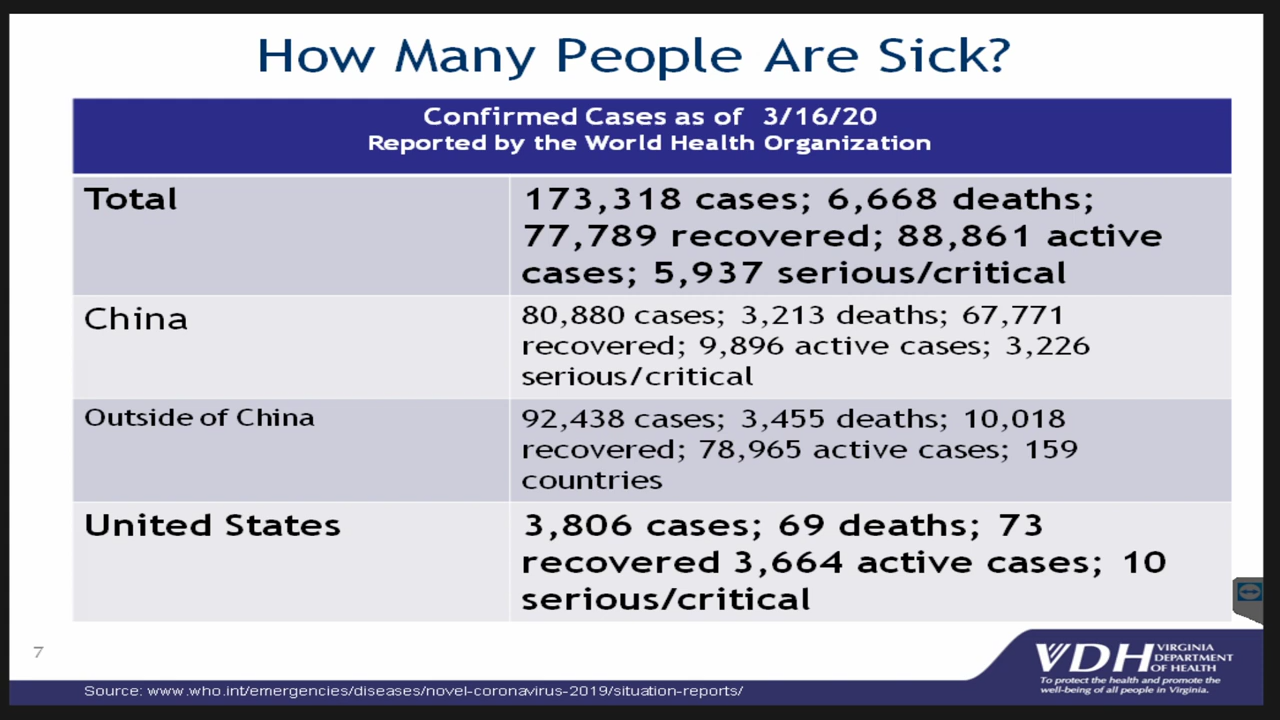 How Many People Are Sick?
Confirmed Cases as of 3/16/20
Reported by the World Health Organization
Total
173,318 cases; 6,668 deaths;
77,789 recovered; 88,861 active
cases; 5,937 serious/critical
China
80,880 cases; 3,213 deaths; 67,771
recovered; 9,896 active cases; 3,226
serious/critical
Outside of China
92,438 cases; 3,455 deaths; 10,018
recovered; 78,965 active cases; 159
countries
United States
3,806 cases; 69 deaths; 73
recovered 3,664 active cases; 10
serious/critical
7
VDH VIRGINIA
DEPARTMENT
OF HEALTH
To protect the health and promote the
well-being of all people in Virginia.
Source: www.who.int/emergencies/diseases/novel-coronavirus-2019/situation-reports/